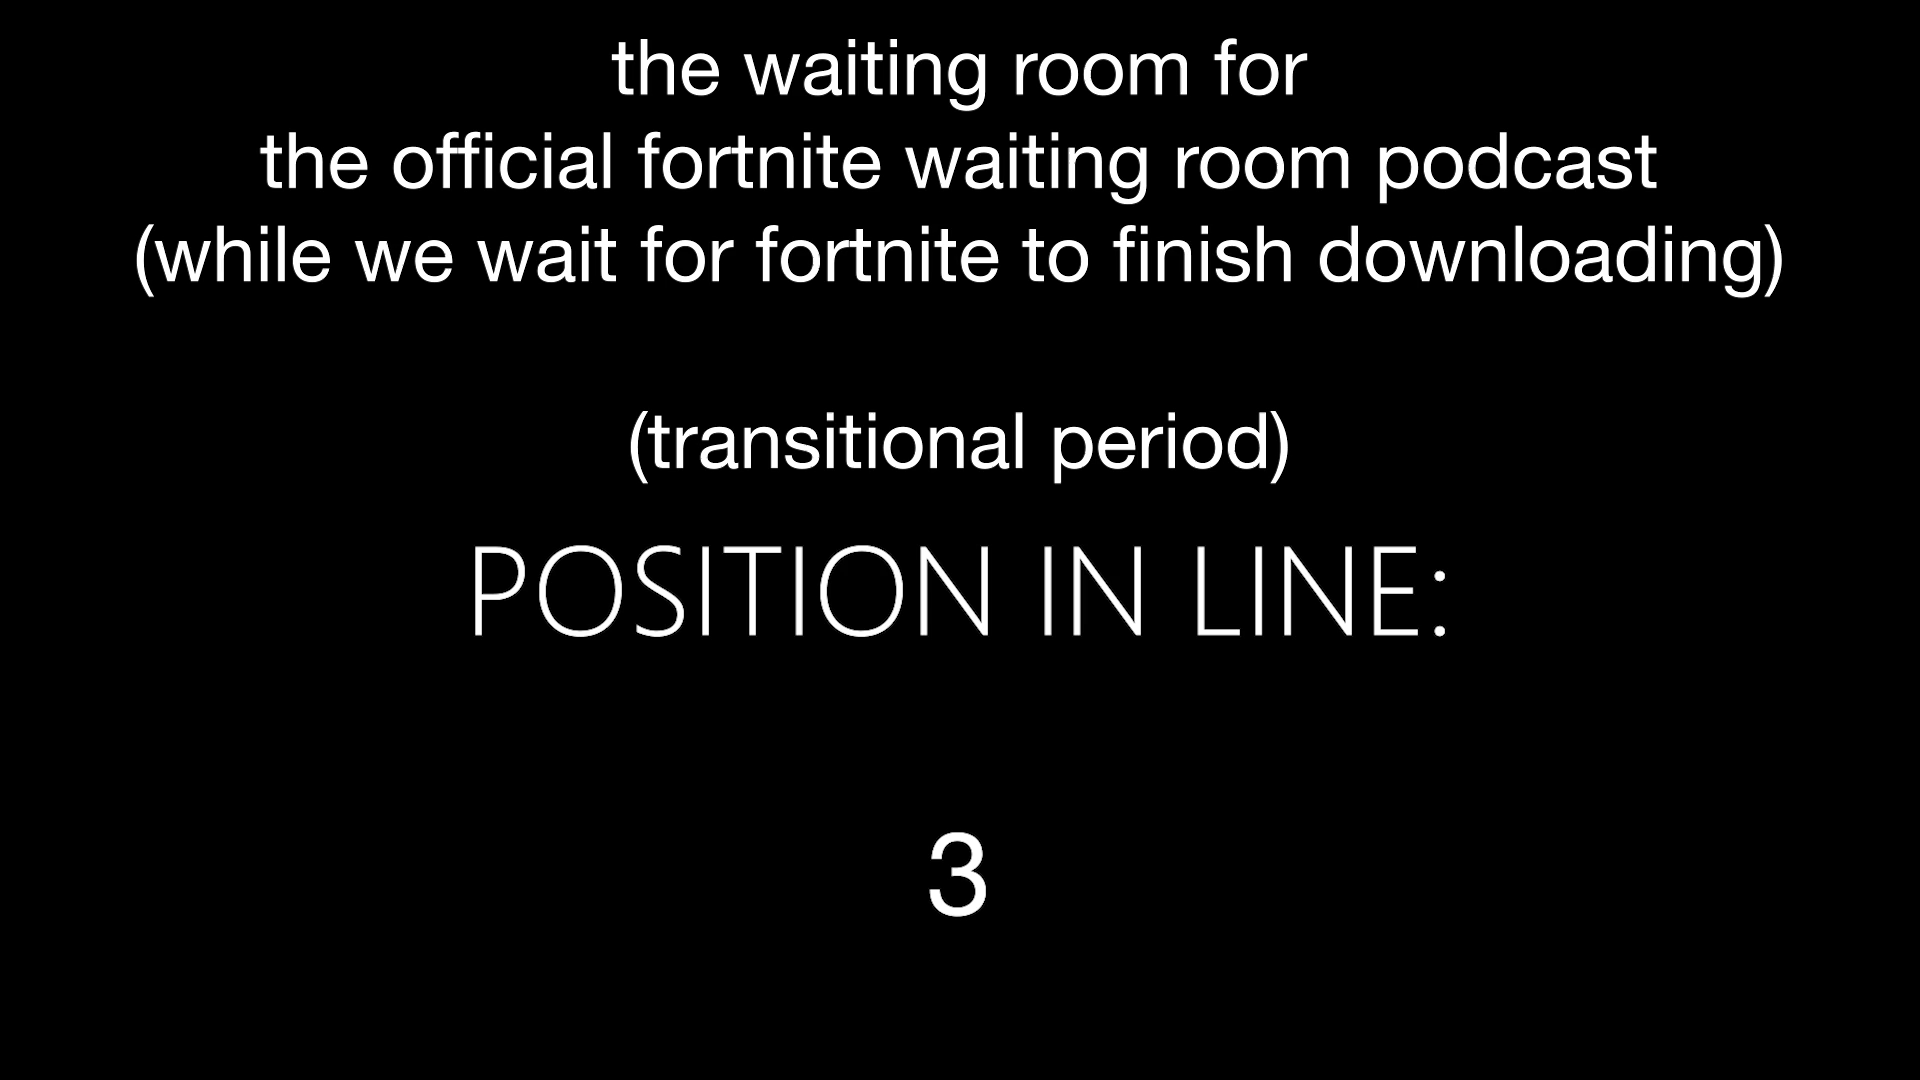 the waiting room for
the official fortnite waiting room podcast
(while we wait for fortnite to finish downloading)
(transitional period)
POSITION IN LINE:
3